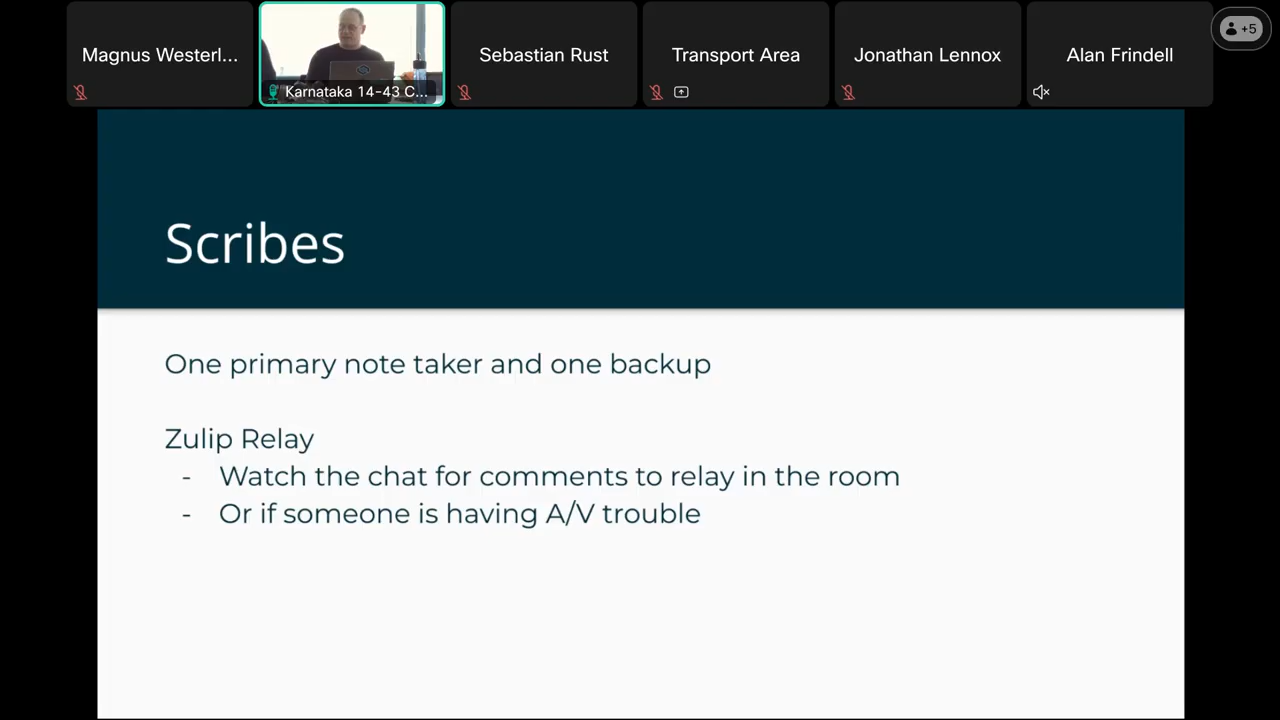 Magnus Westerl...
Karnataka 14-43 C...
Sebastian Rust
Transport Area
Jonathan Lennox
Alan Frindell
+5
Scribes
One primary note taker and one backup
Zulip Relay
- Watch the chat for comments to relay in the room
- Or if someone is having A/V trouble